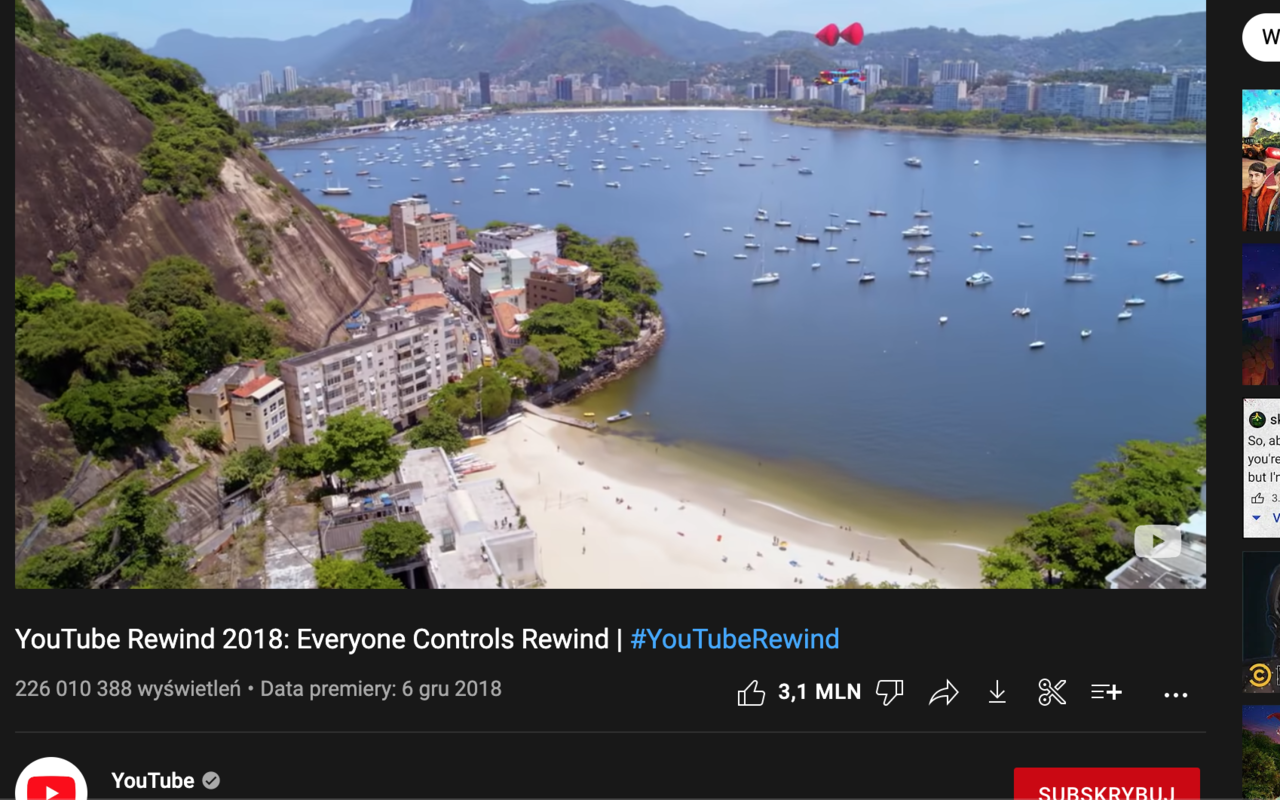 W
YouTube Rewind 2018: Everyone Controls Rewind | #YouTubeRewind
226 010 388 wyświetleń • Data premiery: 6 gru 2018
3,1 MLN
YouTube
SUBSKRYBUJ
So, ab
you're
but I'r
3.
V